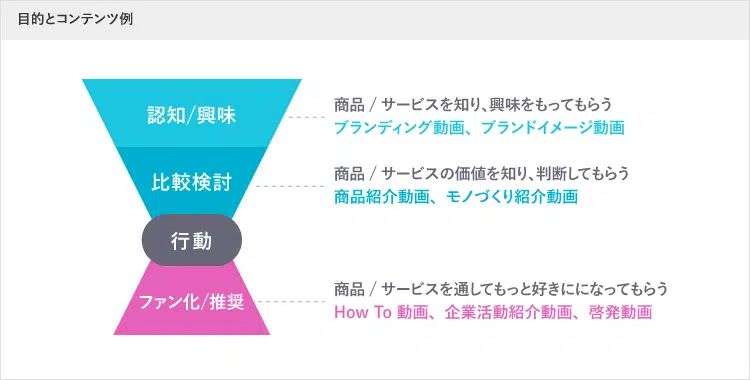 目的とコンテンツ例
認知/興味
商品 / サービスを知り、興味をもってもらう
ブランディング動画、ブランドイメージ動画
比較検討
商品 / サービスの価値を知り、判断してもらう
商品紹介動画、モノづくり紹介動画
行動
ファン化/推奨
商品 / サービスを通してもっと好きにになってもらう
How To 動画、企業活動紹介動画、啓発動画